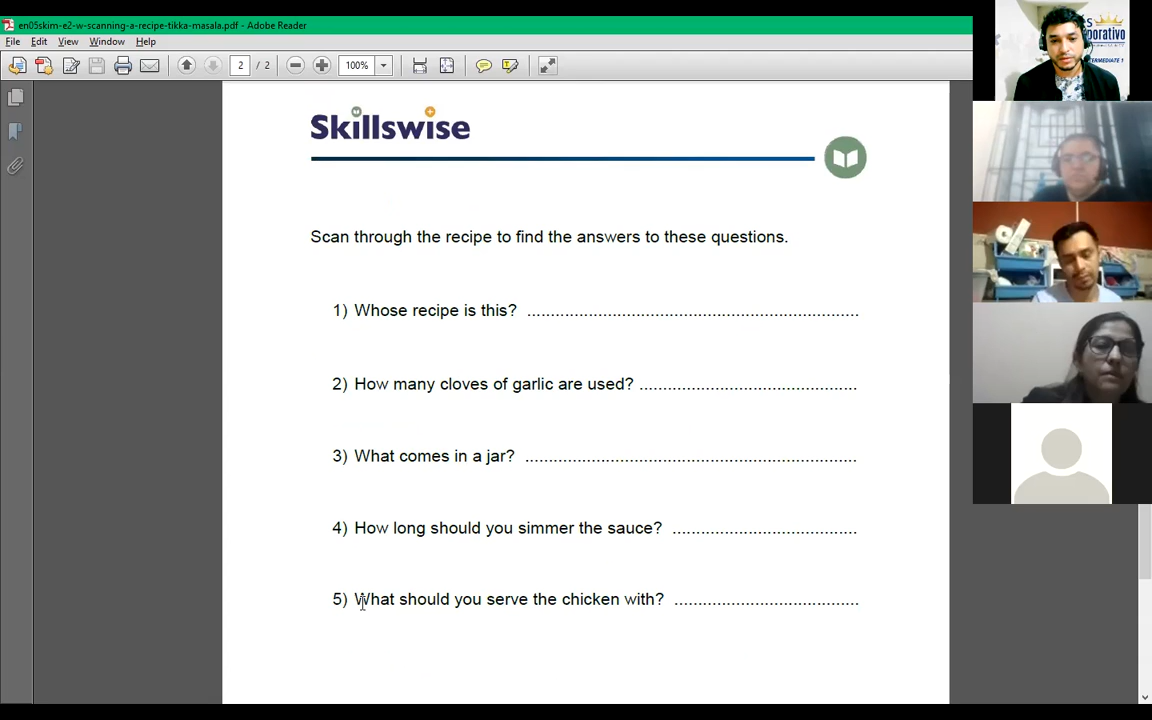 en05skim-e2-w-scanning-a-recipe-tikka-masala.pdf - Adobe Reader
File Edit View Window Help
2 / 2 100%
Skillswise
Scan through the recipe to find the answers to these questions.
1) Whose recipe is this? ......................................................................
2) How many cloves of garlic are used? ..............................................
3) What comes in a jar? ......................................................................
4) How long should you simmer the sauce? .......................................
5) What should you serve the chicken with? .......................................